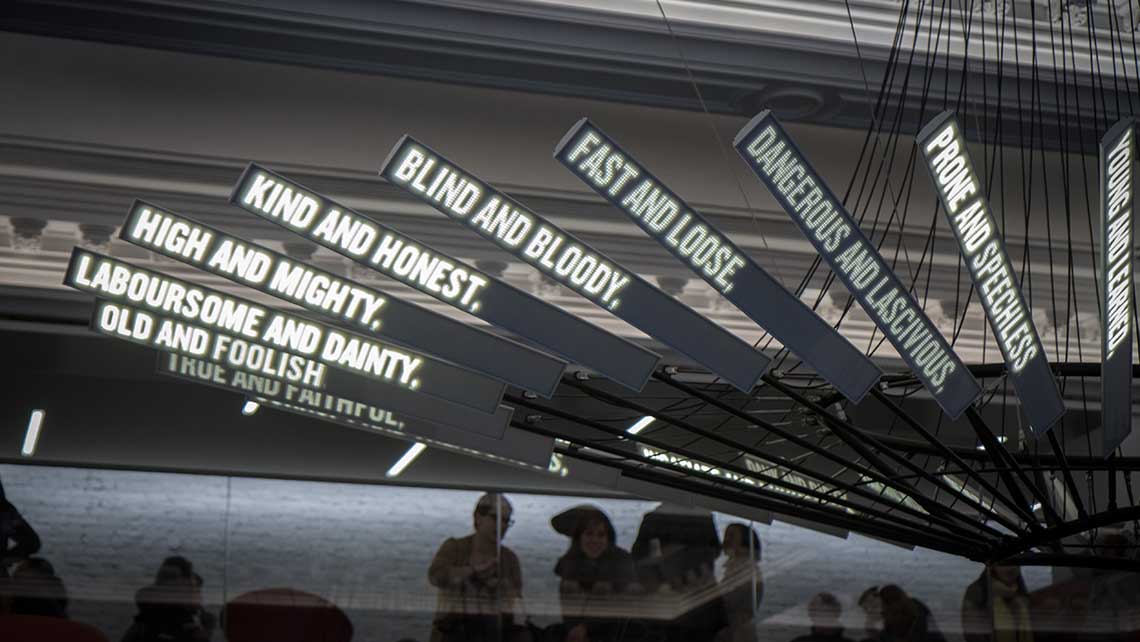 LABOURSOME AND DAINTY,
HIGH AND MIGHTY,
KIND AND HONEST,
BLIND AND BLOODY,
FAST AND LOOSE,
DANGEROUS AND LASCIVIOUS,
PRONE AND SPEECHLESS
YOUNG AND LEARNED,
OLD AND FOOLISH
TRUE AND FAITHFUL,